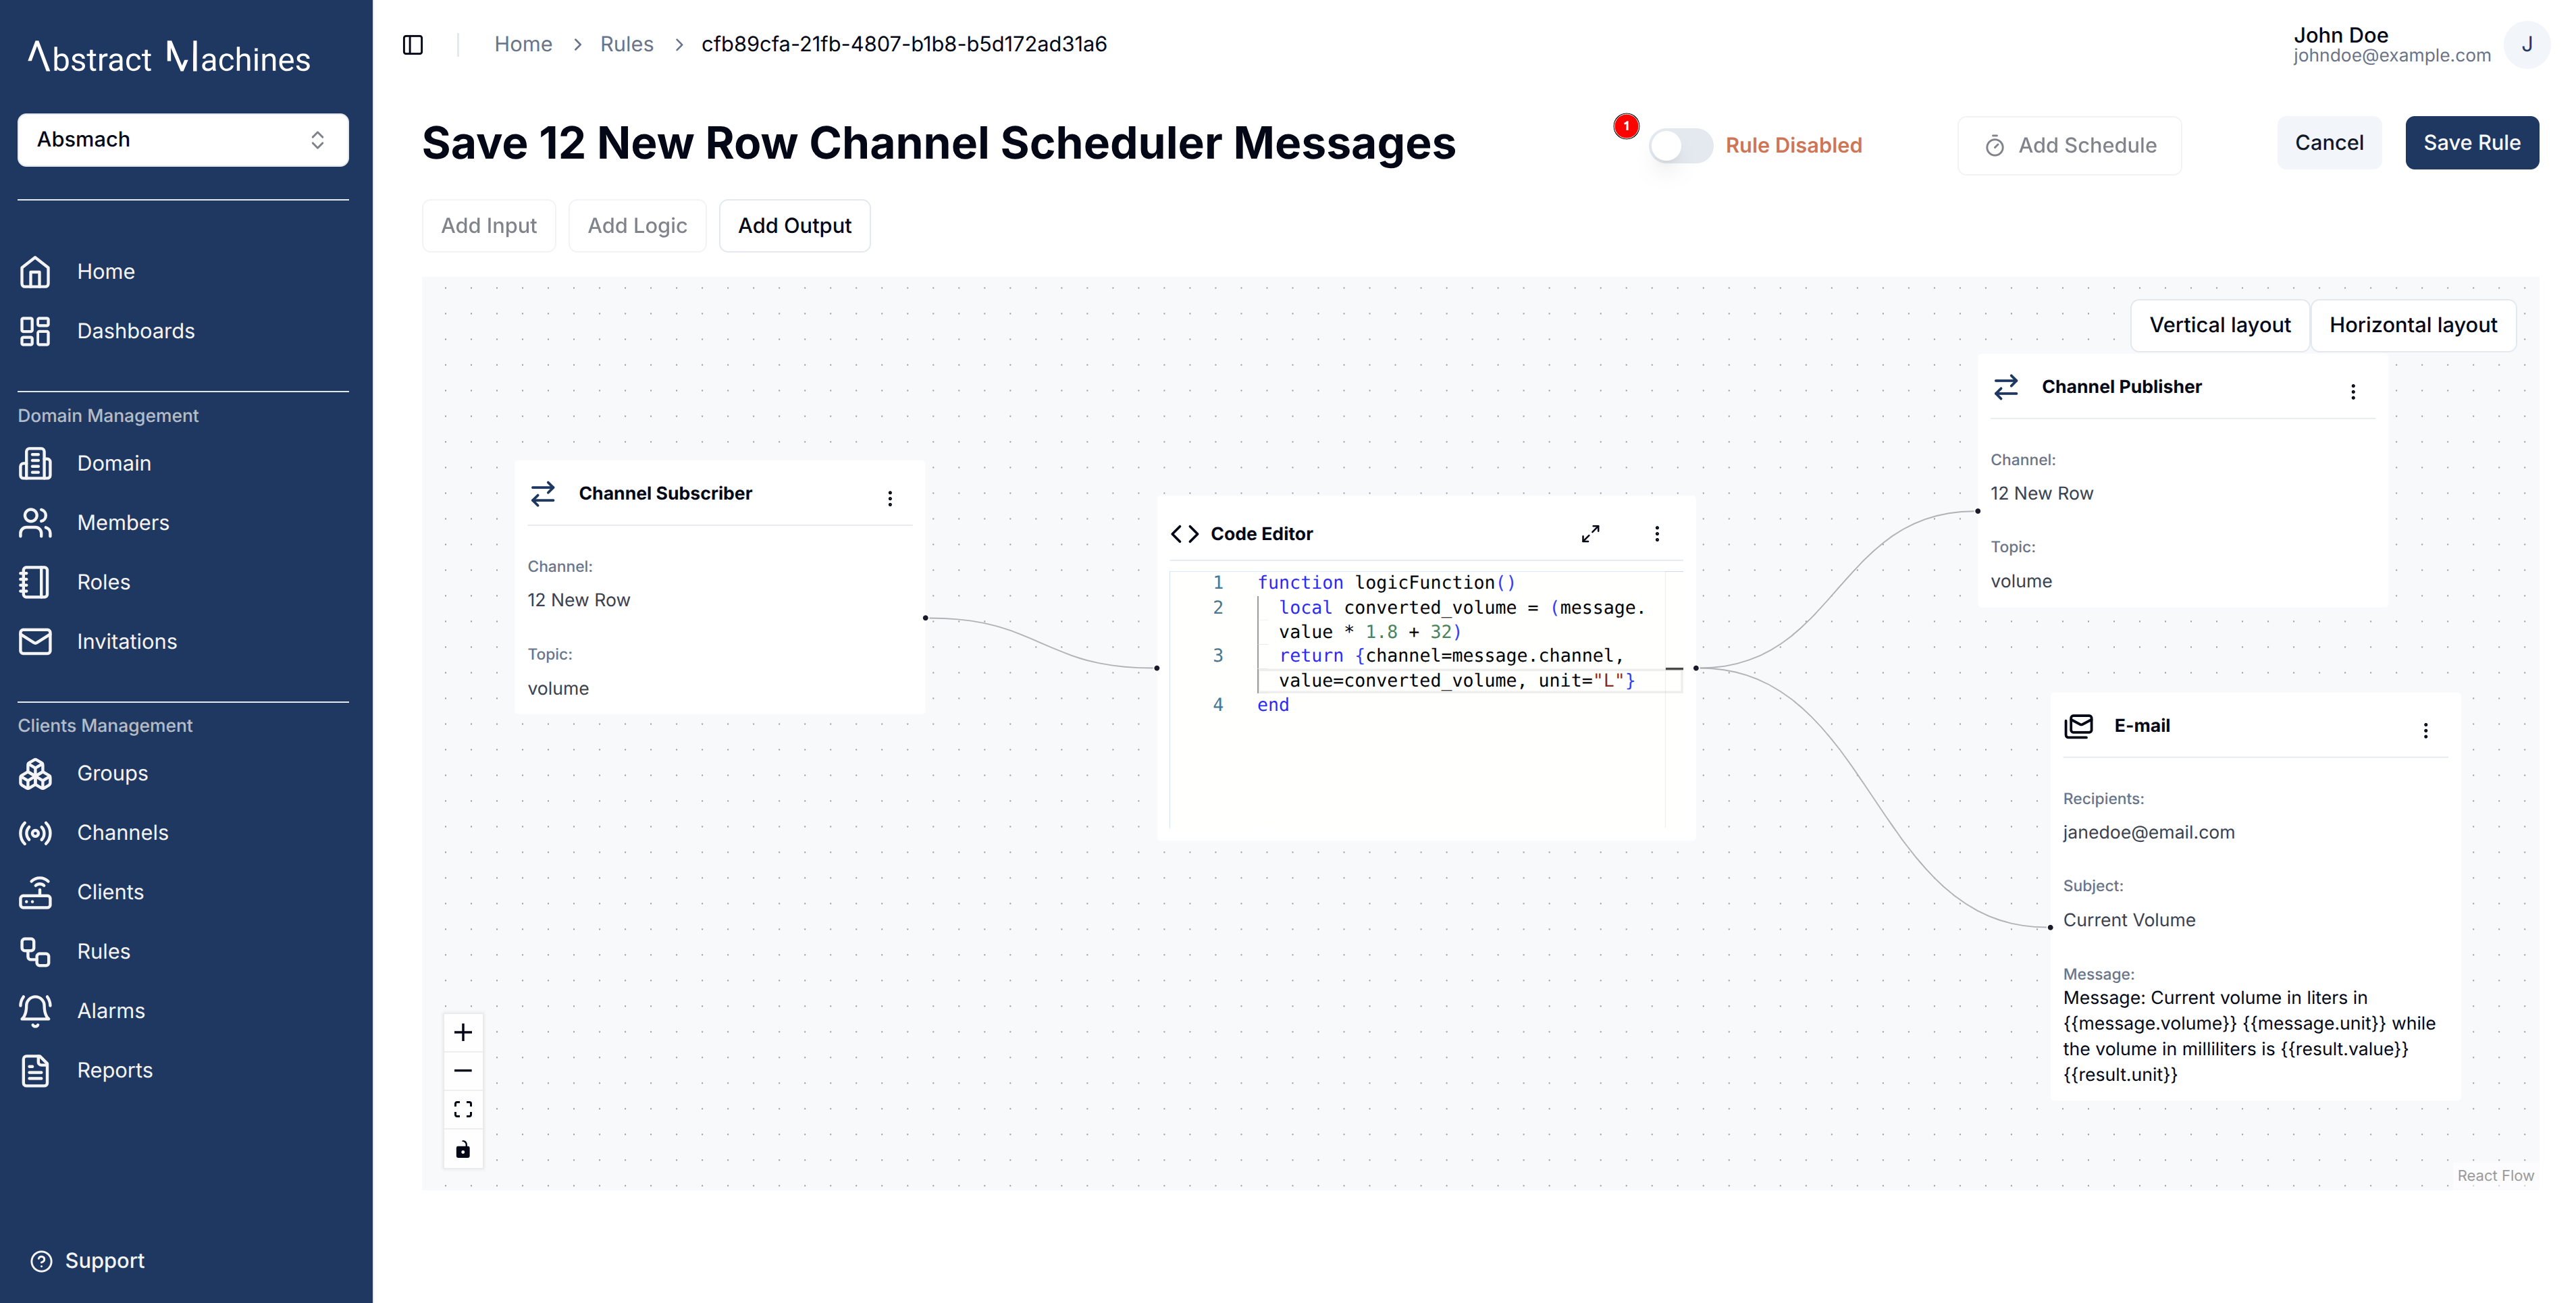 Abstract Machines
Absmach
Home
Dashboards
Domain Management
Domain
Members
Roles
Invitations
Clients Management
Groups
Channels
Clients
Rules
Alarms
Reports
Support
Home > Rules > cfb89cfa-21fb-4807-b1b8-b5d172ad31a6
John Doe
johndoe@example.com
J
Save 12 New Row Channel Scheduler Messages
1
Rule Disabled
Add Schedule
Cancel
Save Rule
Add Input
Add Logic
Add Output
Vertical layout
Horizontal layout
Channel Subscriber
Channel:
12 New Row
Topic:
volume
Code Editor
1 function logicFunction()
2 local converted_volume = (message.
value * 1.8 + 32)
3 return {channel=message.channel,
value=converted_volume, unit="L"}
4 end
Channel Publisher
Channel:
12 New Row
Topic:
volume
E-mail
Recipients:
janedoe@email.com
Subject:
Current Volume
Message:
Message: Current volume in liters in
{{message.volume}} {{message.unit}} while
the volume in milliliters is {{result.value}}
{{result.unit}}
React Flow